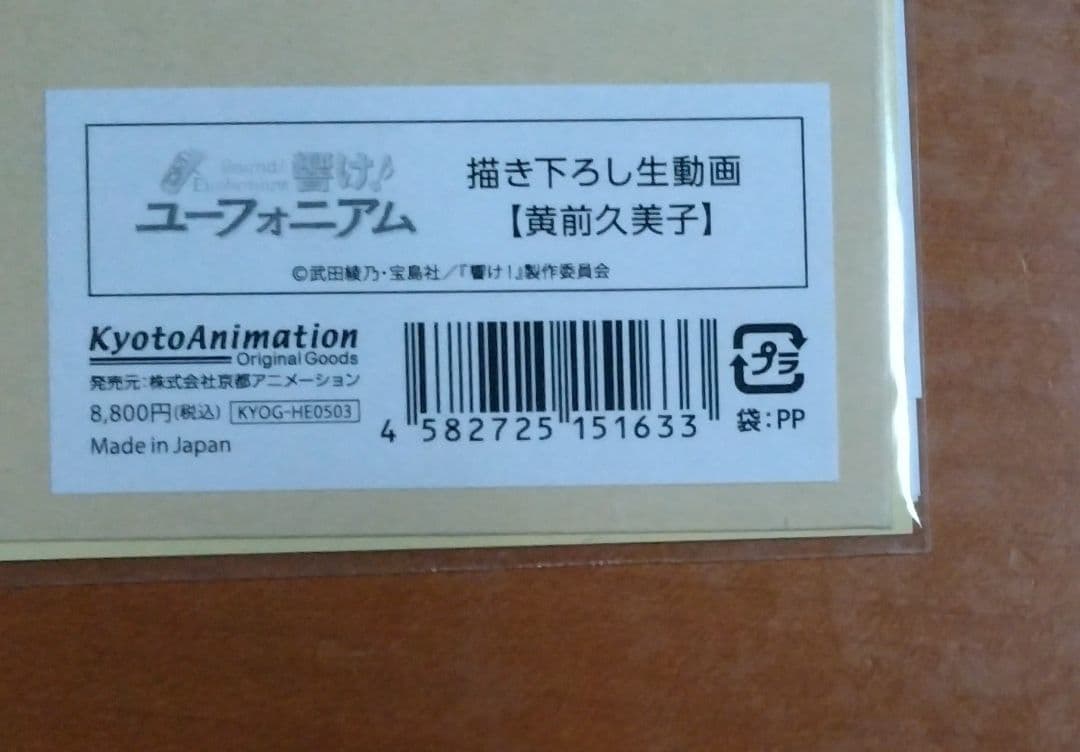 Sound!
Euphonium
響け!
ユーフォニアム
描き下ろし生動画
【黄前久美子】
©武田綾乃・宝島社/『響け!』製作委員会
KyotoAnimation
Original Goods
発売元:株式会社京都アニメーション
8,800円(税込) KYOG-HE0503
Made in Japan
4 582725 151633
プラ
袋:PP